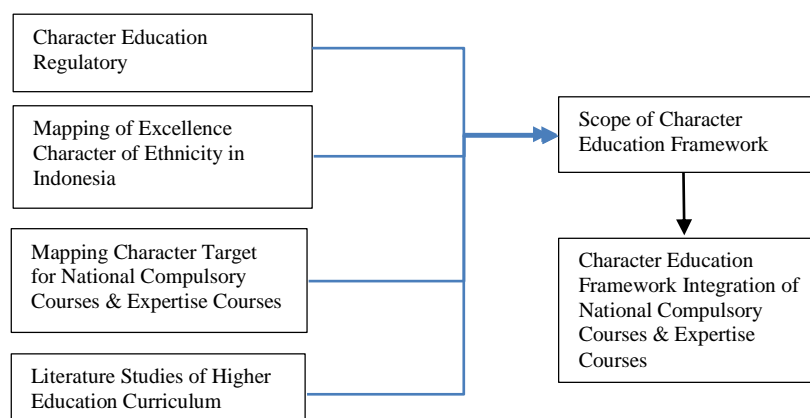 Character Education
Regulatory
Mapping of Excellence
Character of Ethnicity in
Indonesia
Mapping Character Target
for National Compulsory
Courses & Expertise Courses
Literature Studies of Higher
Education Curriculum
Scope of Character
Education Framework
Character Education
Framework Integration of
National Compulsory
Courses & Expertise
Courses